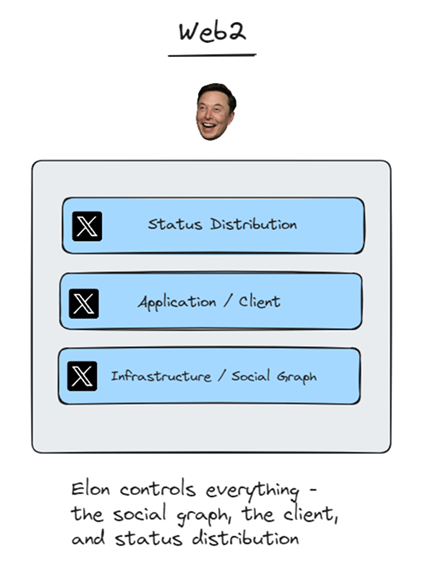 Web2
X
Status Distribution
X
Application / Client
X
Infrastructure / Social Graph
Elon controls everything -
the social graph, the client,
and status distribution